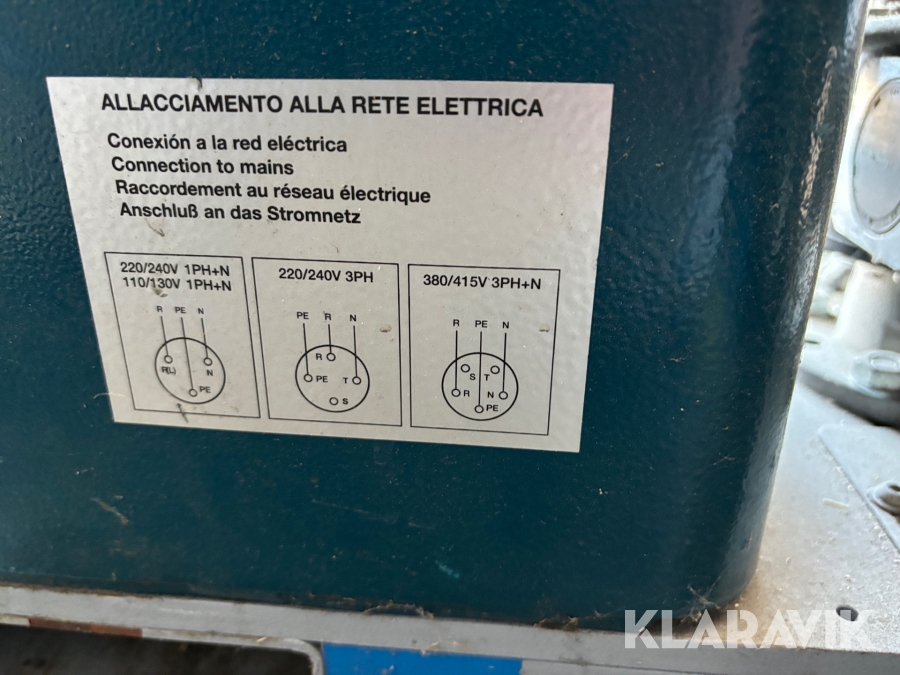 ALLACCIAMENTO ALLA RETE ELETTRICA
Conexión a la red eléctrica
Connection to mains
Raccordement au réseau électrique
Anschluß an das Stromnetz
220/240V 1PH+N
110/130V 1PH+N
R PE N
R(L) N
PE
220/240V 3PH
PE R N
R
PE T
S
380/415V 3PH+N
R PE N
S T
R N
PE
KLARAVIK